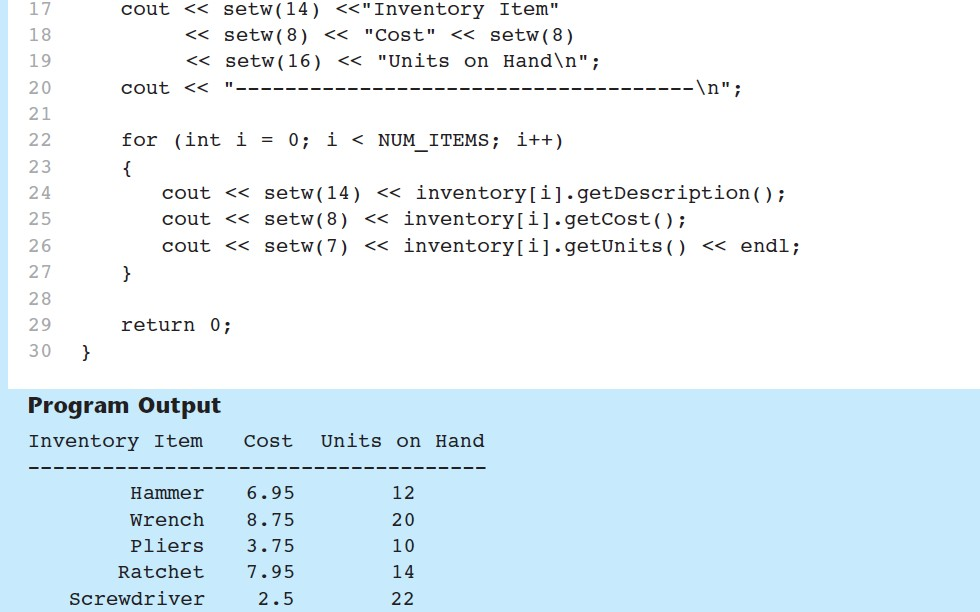 17 cout << setw(14) <<"Inventory Item"
18 << setw(8) << "Cost" << setw(8)
19 << setw(16) << "Units on Hand\n";
20 cout << "-------------------------------------\n";
21
22 for (int i = 0; i < NUM_ITEMS; i++)
23 {
24 cout << setw(14) << inventory[i].getDescription();
25 cout << setw(8) << inventory[i].getCost();
26 cout << setw(7) << inventory[i].getUnits() << endl;
27 }
28
29 return 0;
30 }
Program Output
Inventory Item Cost Units on Hand
-------------------------------------
Hammer 6.95 12
Wrench 8.75 20
Pliers 3.75 10
Ratchet 7.95 14
Screwdriver 2.5 22